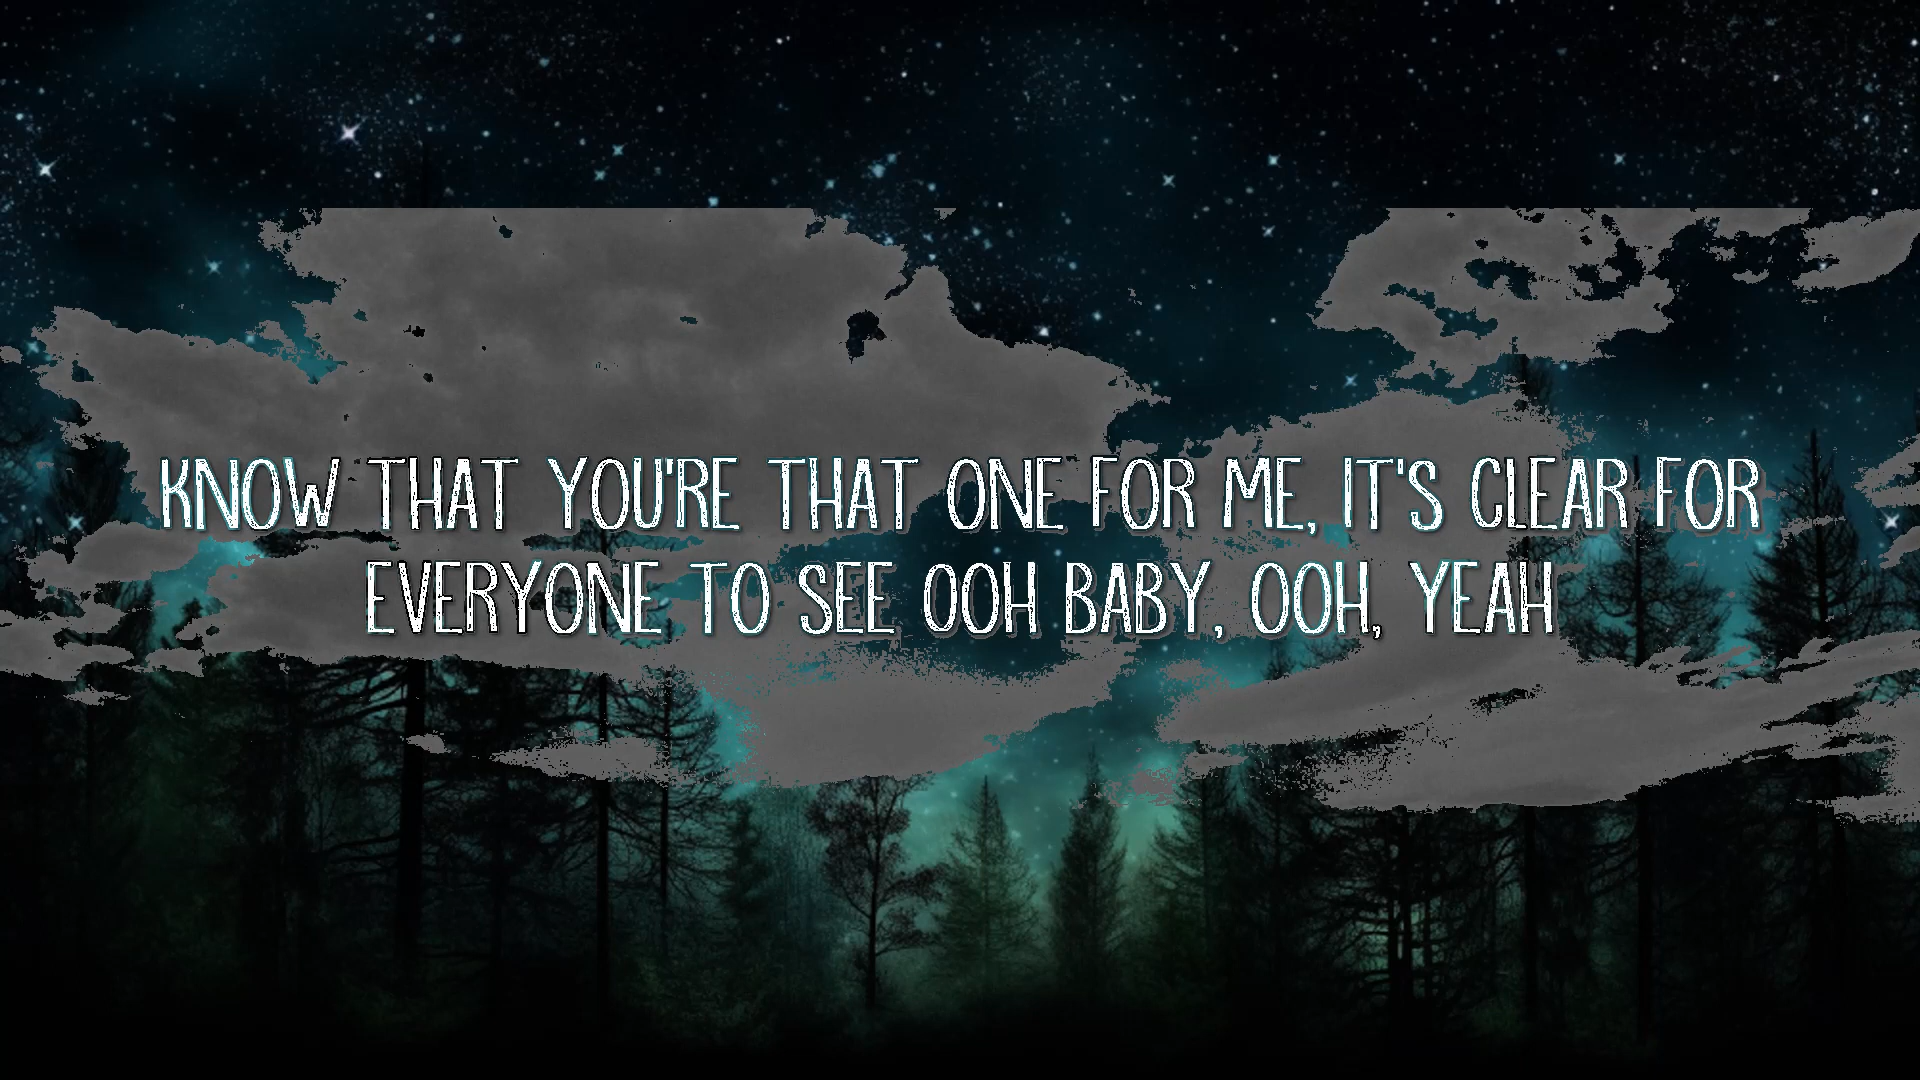 KNOW THAT YOU'RE THAT ONE FOR ME, IT'S CLEAR FOR
EVERYONE TO SEE OOH BABY, OOH, YEAH